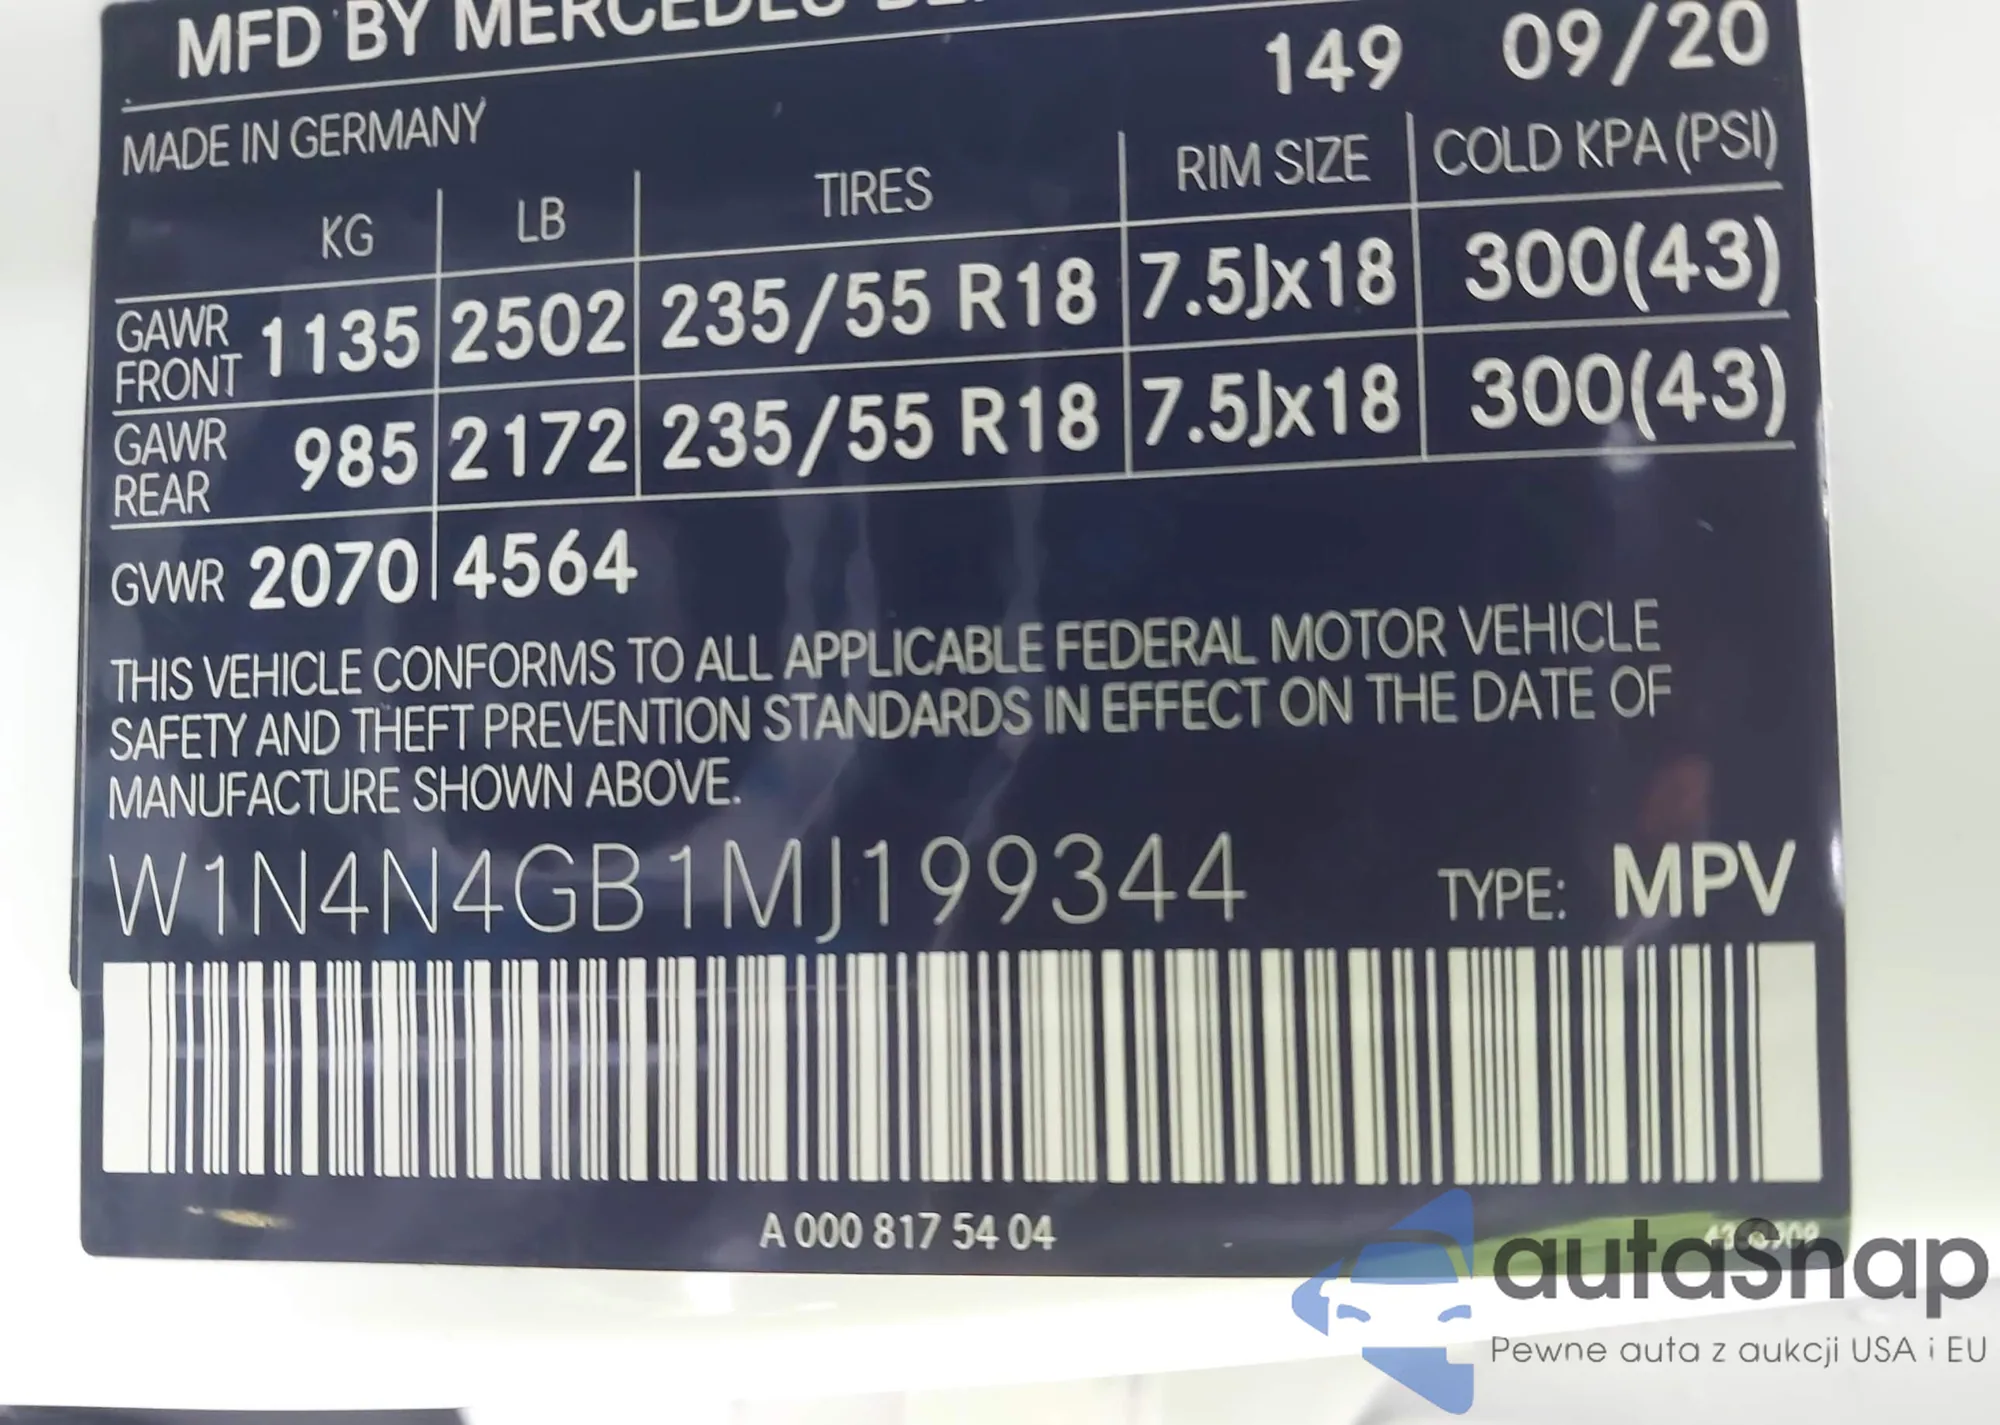 MFD BY MERCEDES
149 09/20
MADE IN GERMANY
KG LB TIRES RIM SIZE COLD KPA (PSI)
GAWR FRONT 1135 2502 235/55 R18 7.5Jx18 300(43)
GAWR REAR 985 2172 235/55 R18 7.5Jx18 300(43)
GVWR 2070 4564
THIS VEHICLE CONFORMS TO ALL APPLICABLE FEDERAL MOTOR VEHICLE
SAFETY AND THEFT PREVENTION STANDARDS IN EFFECT ON THE DATE OF
MANUFACTURE SHOWN ABOVE.
W1N4N4GB1MJ199344 TYPE: MPV
A 000 817 54 04
autaSnap
Pewne auta z aukcji USA i EU